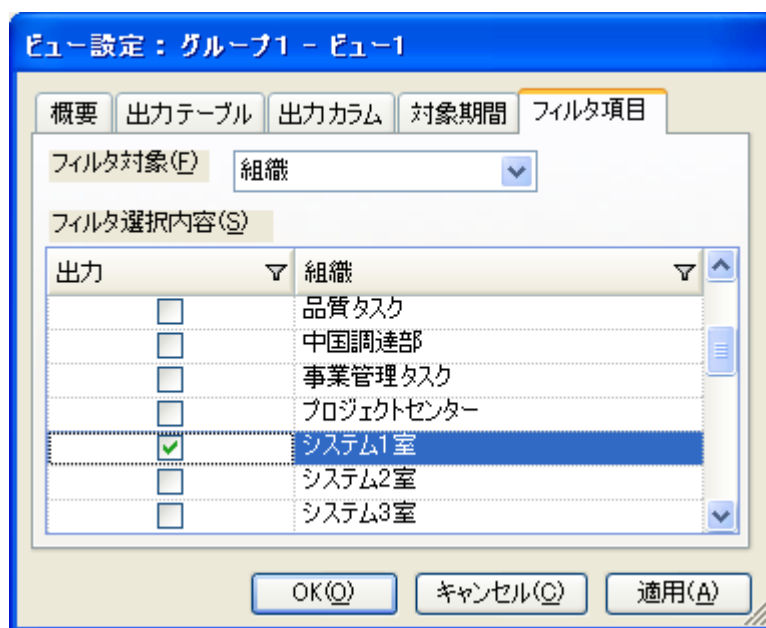 ビュー設定：グループ1 - ビュー1
概要 出力テーブル 出力カラム 対象期間 フィルタ項目
フィルタ対象(F) 組織
フィルタ選択内容(S)
出力 組織
品質タスク
中国調達部
事業管理タスク
プロジェクトセンター
システム1室
システム2室
システム3室
OK(O) キャンセル(C) 適用(A)